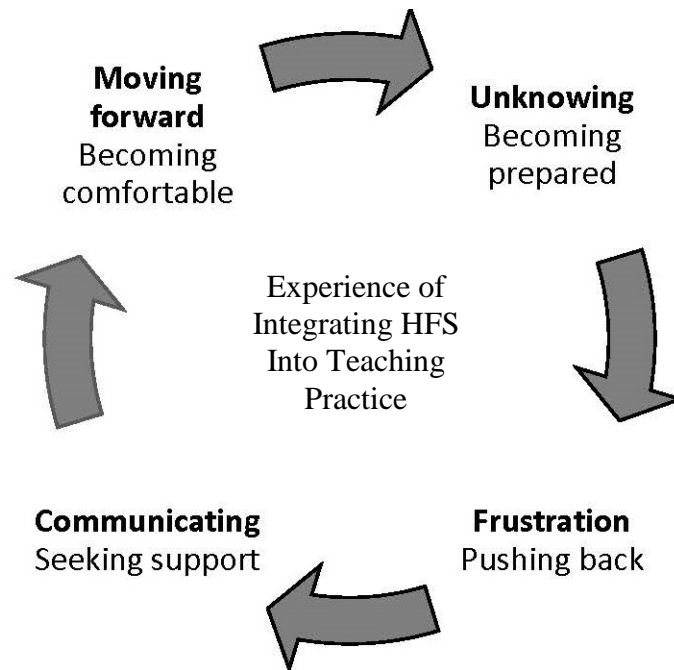 Moving
forward
Becoming
comfortable
Unknowing
Becoming
prepared
Experience of
Integrating HFS
Into Teaching
Practice
Communicating
Seeking support
Frustration
Pushing back